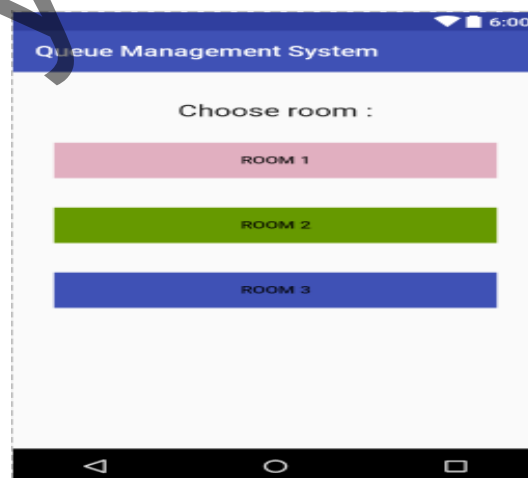 6:00
Queue Management System
Choose room :
ROOM 1
ROOM 2
ROOM 3